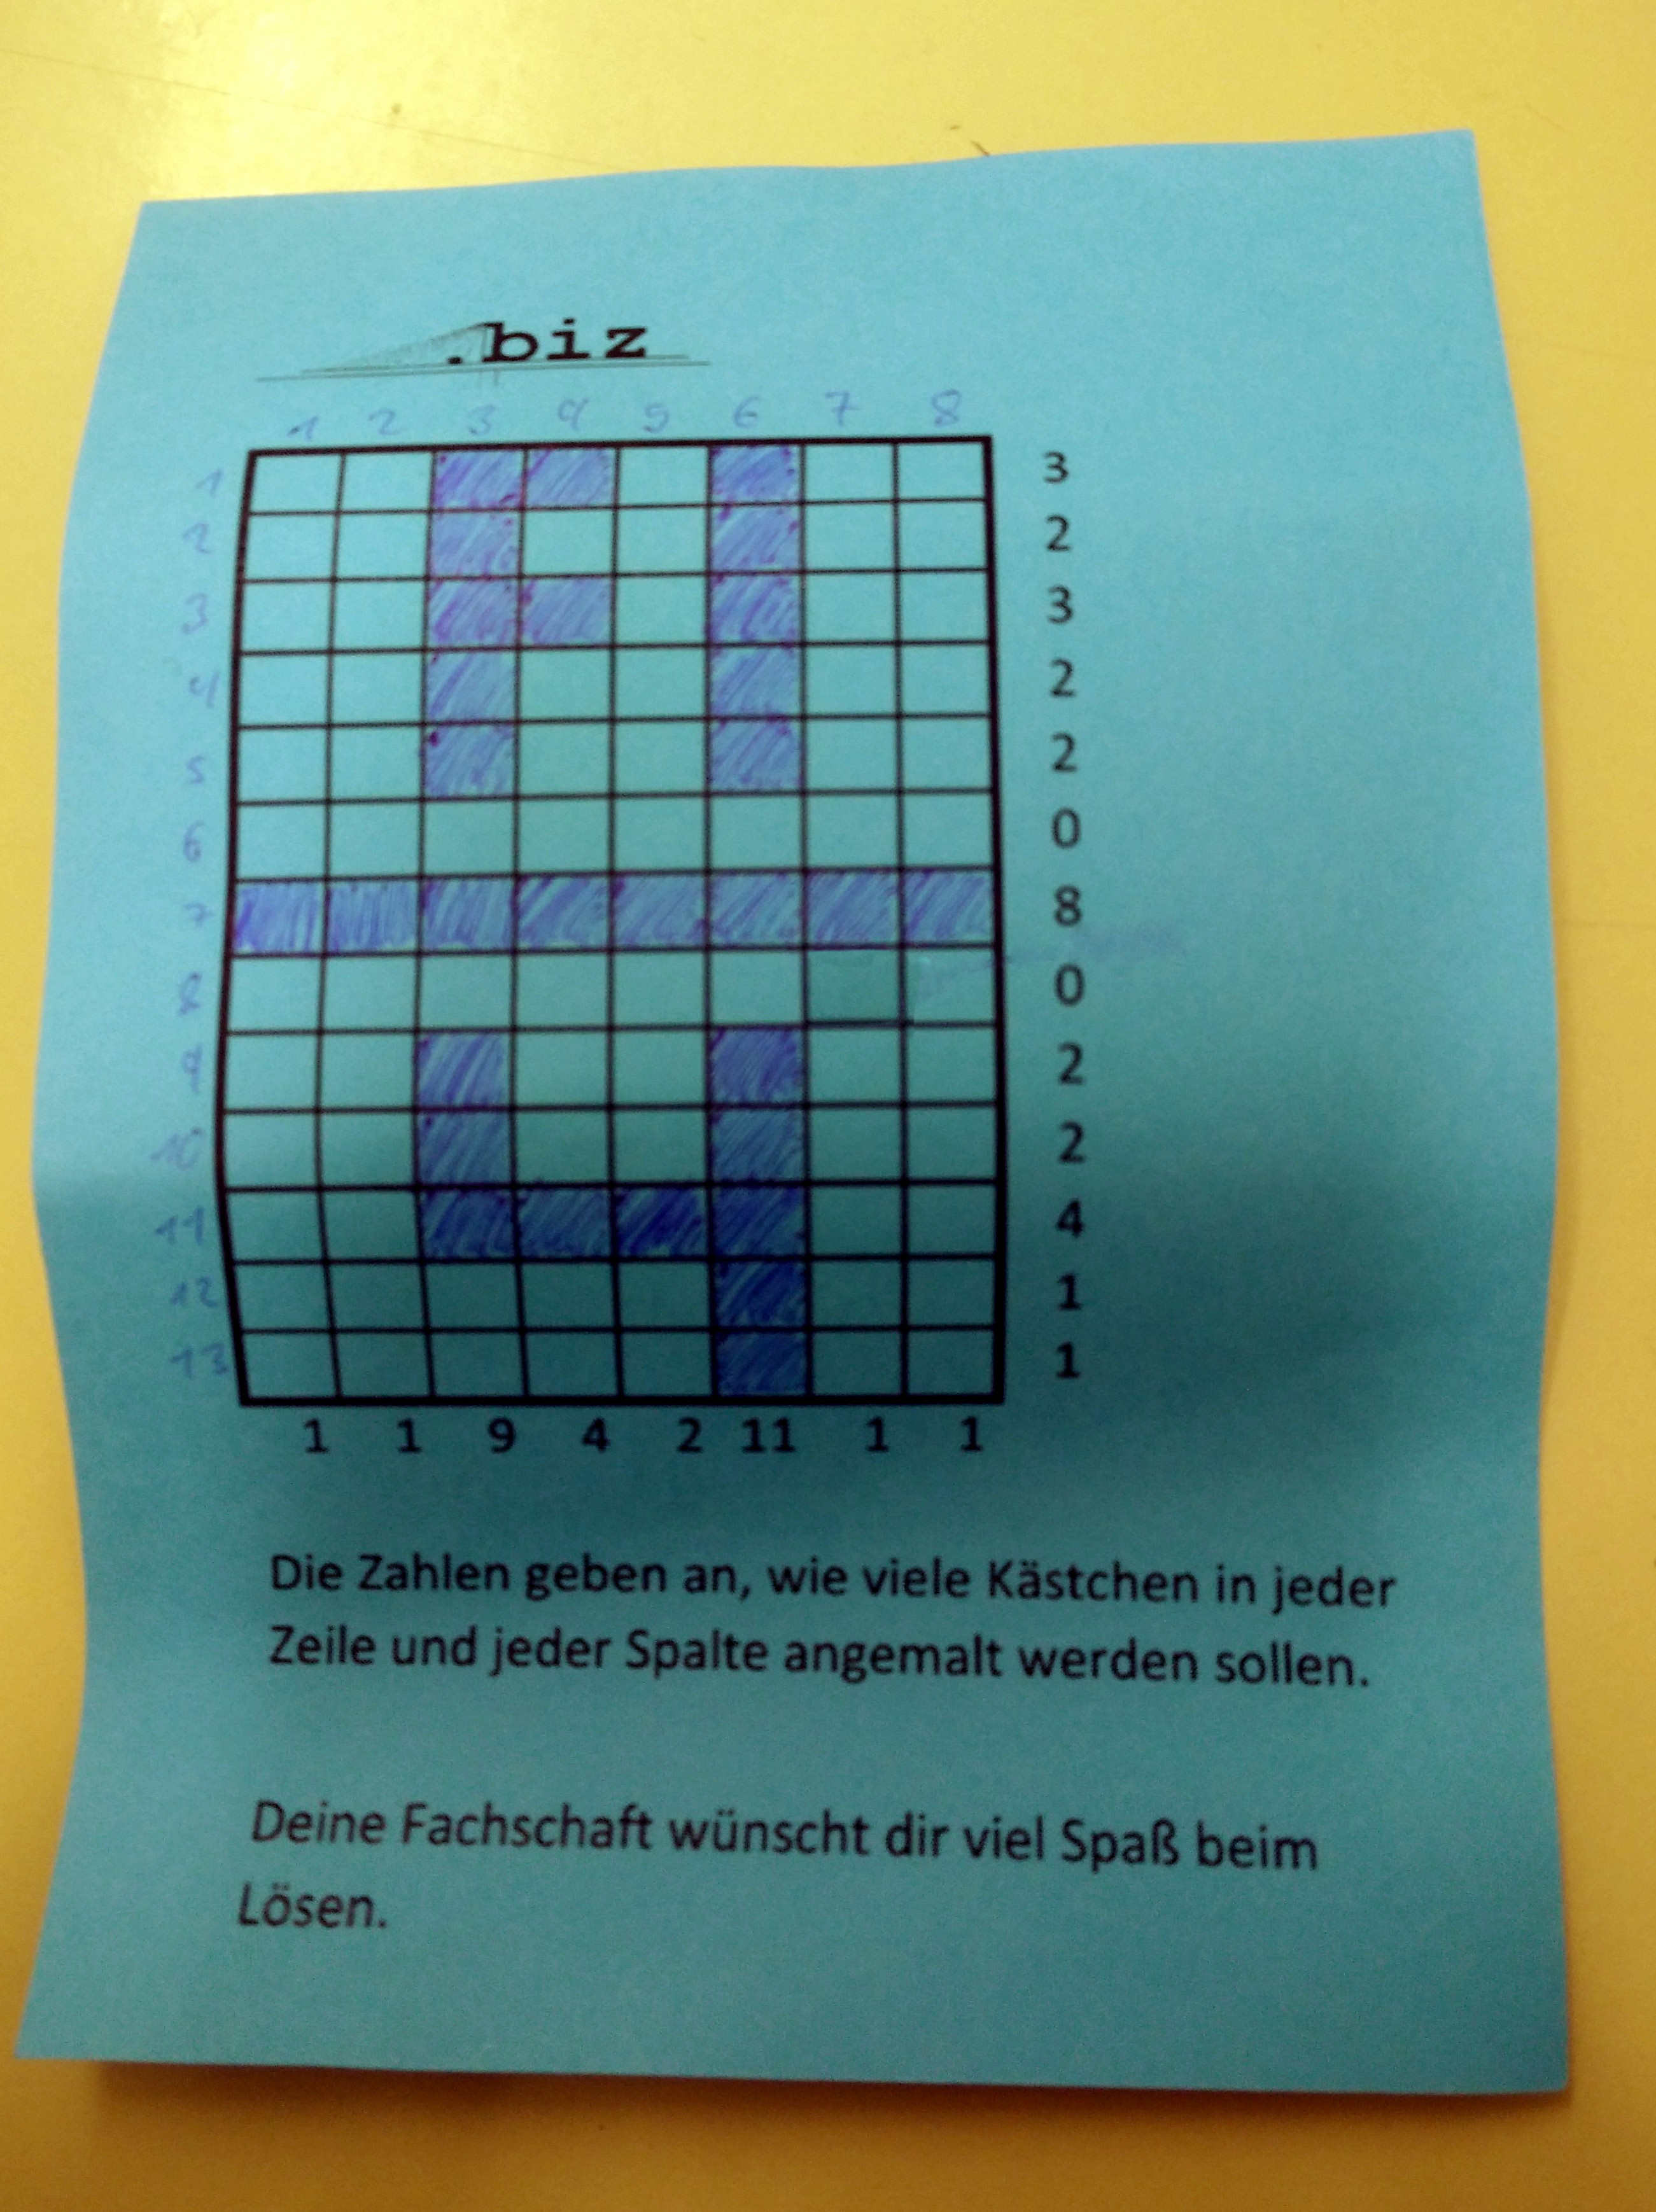 .biz
1 2 3 4 5 6 7 8
1 3
2 2
3 3
4 2
5 2
6 0
7 8
8 0
9 2
10 2
11 4
12 1
13 1
1 1 9 4 2 11 1 1
Die Zahlen geben an, wie viele Kästchen in jeder
Zeile und jeder Spalte angemalt werden sollen.
Deine Fachschaft wünscht dir viel Spaß beim
Lösen.